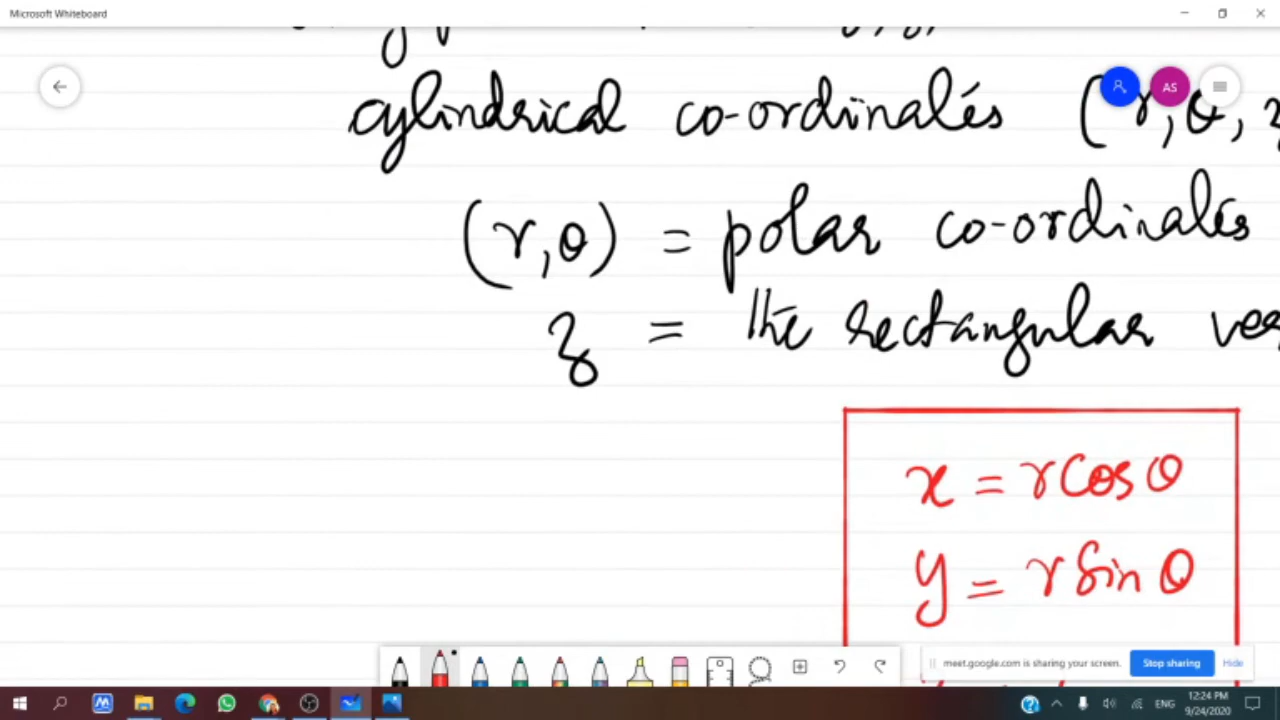 Microsoft Whiteboard
AS
cylindrical co-ordinates (r, θ,
(r, θ) = polar co-ordinates
z = the rectangular
x = r cos θ
y = r sin θ
meet.google.com is sharing your screen. Stop sharing Hide
ENG 12:24 PM
9/24/2020